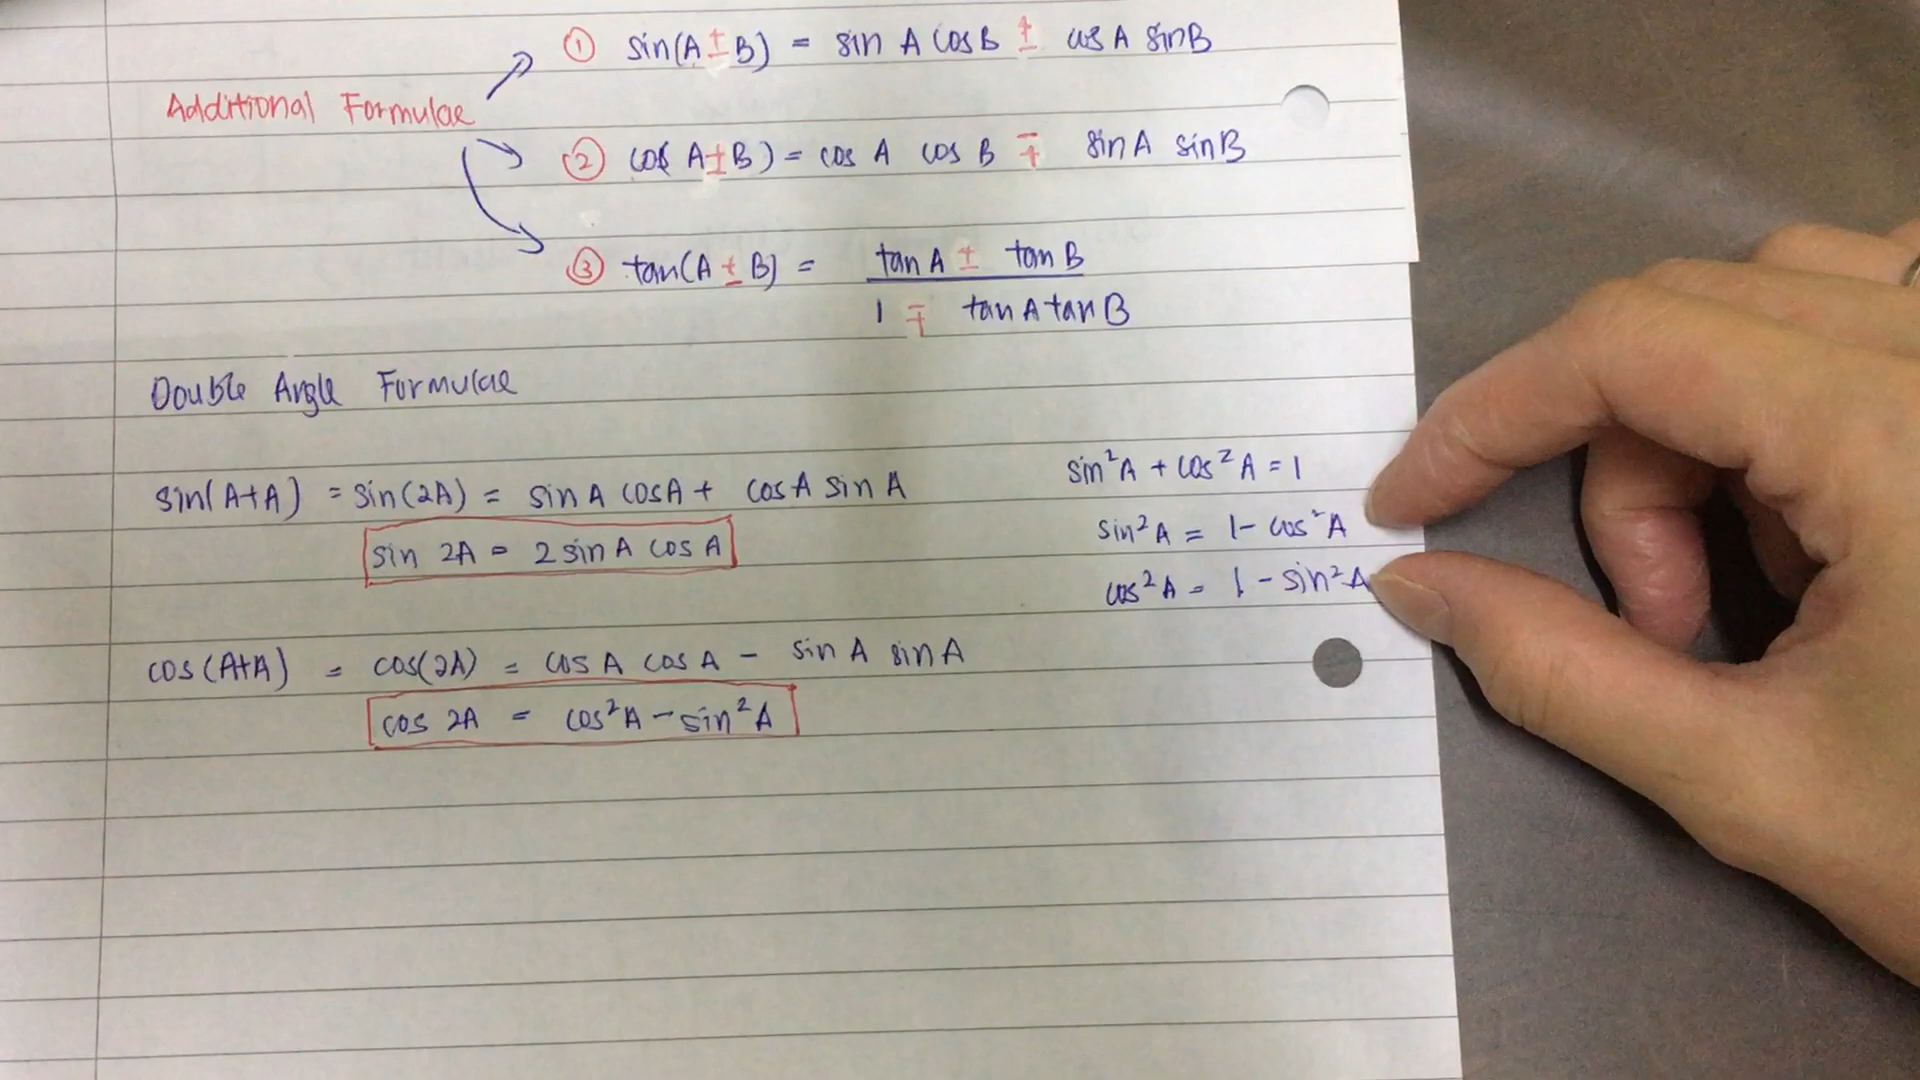 ① sin(A ± B) = sin A cos B ± cos A sin B
Additional Formulae
② cos(A ± B) = cos A cos B ∓ sin A sin B
③ tan(A ± B) = tan A ± tan B
1 ∓ tan A tan B
Double Angle Formulae
sin(A+A) = sin(2A) = sin A cos A + cos A sin A
sin 2A = 2 sin A cos A
sin²A + cos²A = 1
sin²A = 1 - cos²A
cos²A = 1 - sin²A
cos(A+A) = cos(2A) = cos A cos A - sin A sin A
cos 2A = cos²A - sin²A